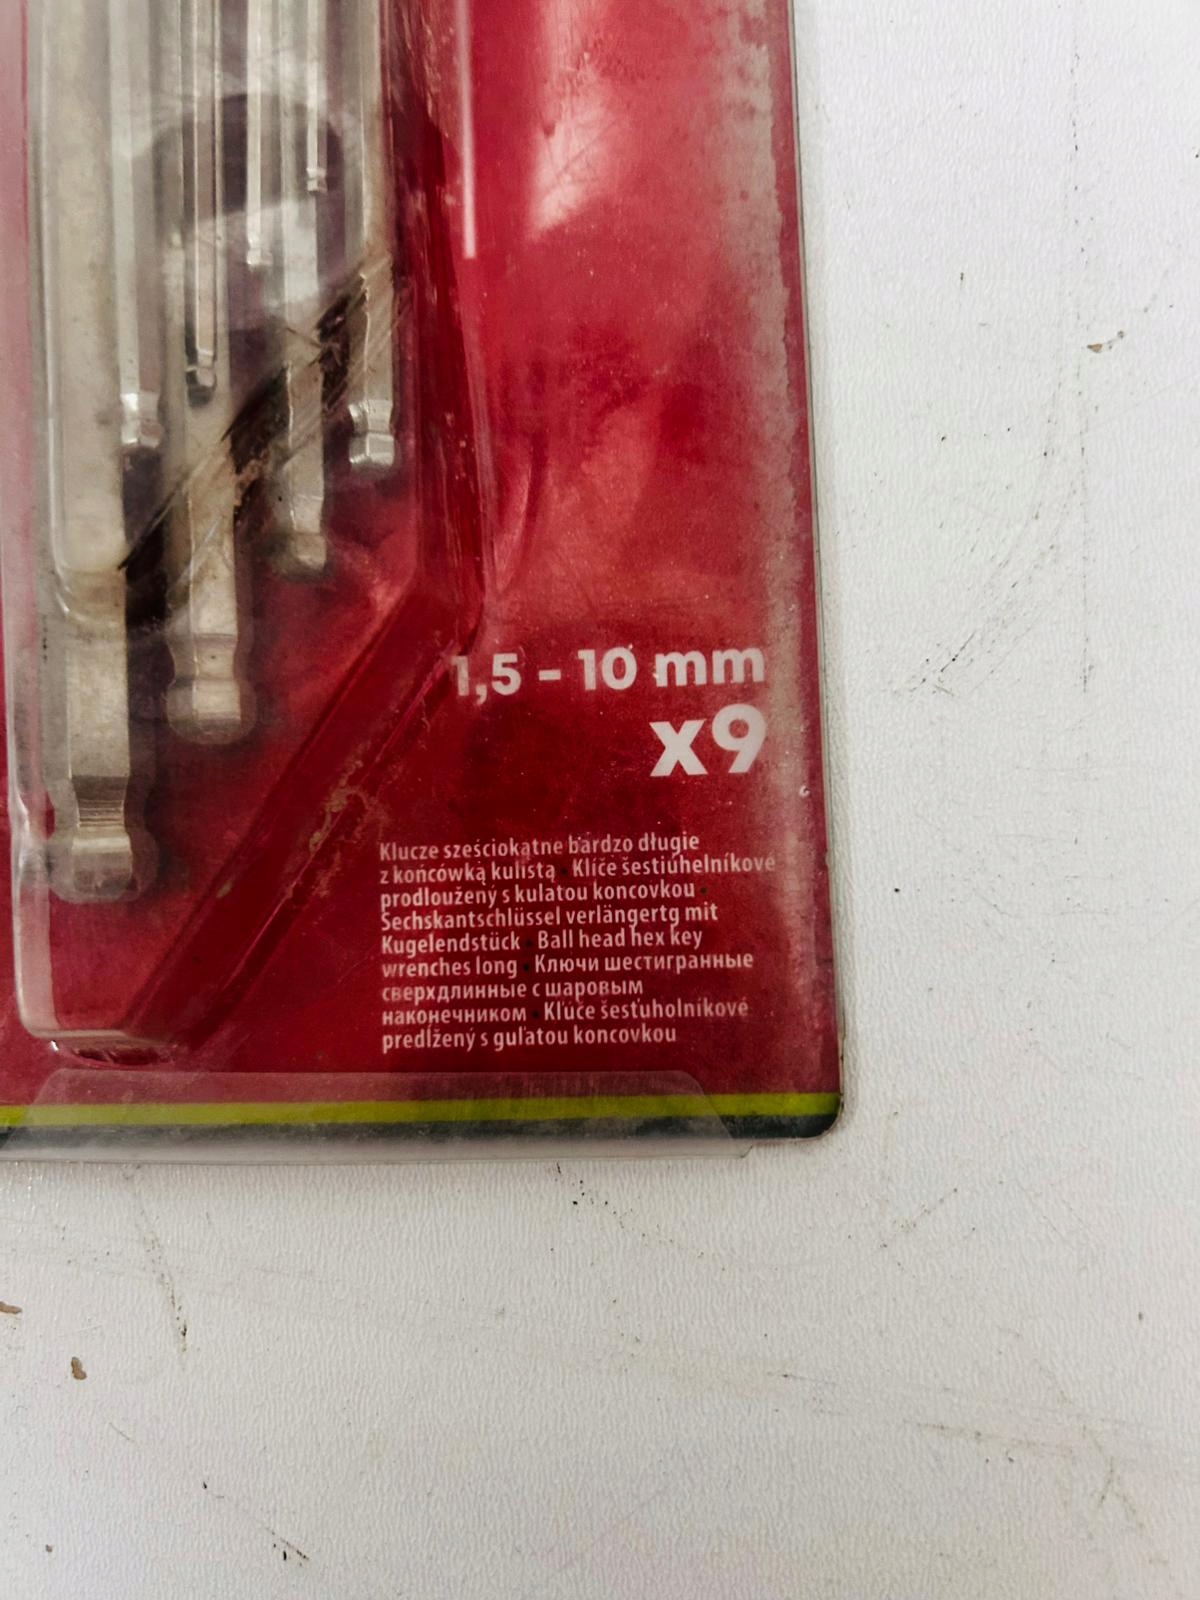 1,5 - 10 mm
x9
Klucze sześciokątne bardzo długie
z końcówką kulistą · Klíče šestiúhelníkové
prodloužený s kulatou koncovkou ·
Sechskantschlüssel verlängertg mit
Kugelendstück · Ball head hex key
wrenches long · Ключи шестигранные
сверхдлинные с шаровым
наконечником · Kľúče šesťuholníkové
predĺžený s guľatou koncovkou